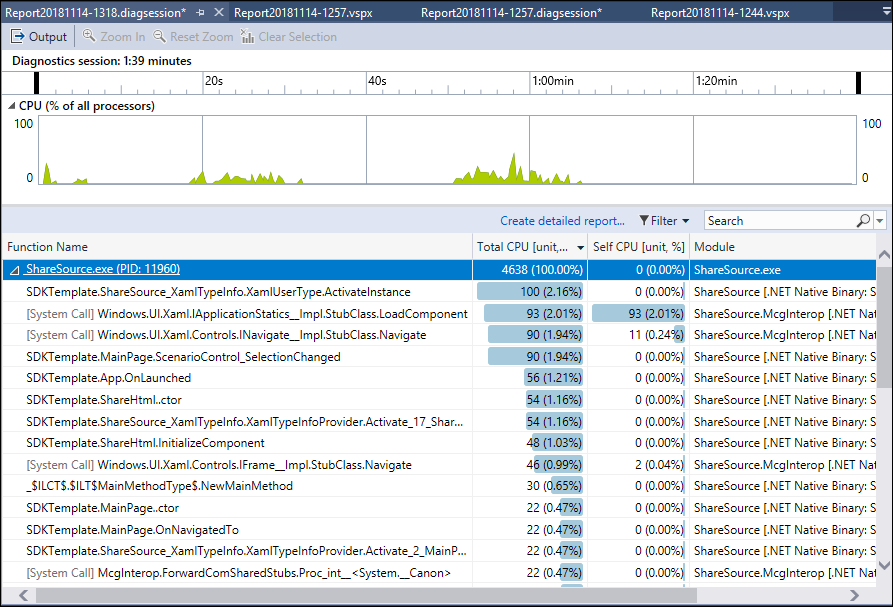 Report20181114-1318.diagsession* Report20181114-1257.vspx Report20181114-1257.diagsession* Report20181114-1244.vspx
Output Zoom In Reset Zoom Clear Selection
Diagnostics session: 1:39 minutes
20s 40s 1:00min 1:20min
CPU (% of all processors)
100 100
0 0
Create detailed report... Filter Search
Function Name Total CPU [unit,... Self CPU [unit, %] Module
ShareSource.exe (PID: 11960) 4638 (100.00%) 0 (0.00%) ShareSource.exe
SDKTemplate.ShareSource_XamlTypeInfo.XamlUserType.ActivateInstance 100 (2.16%) 0 (0.00%) ShareSource [.NET Native Binary: S
[System Call] Windows.UI.Xaml.IApplicationStatics__Impl.StubClass.LoadComponent 93 (2.01%) 93 (2.01%) ShareSource.McgInterop [.NET Nat
[System Call] Windows.UI.Xaml.Controls.INavigate__Impl.StubClass.Navigate 90 (1.94%) 11 (0.24%) ShareSource.McgInterop [.NET Nat
SDKTemplate.MainPage.ScenarioControl_SelectionChanged 90 (1.94%) 0 (0.00%) ShareSource [.NET Native Binary: S
SDKTemplate.App.OnLaunched 56 (1.21%) 0 (0.00%) ShareSource [.NET Native Binary: S
SDKTemplate.ShareHtml..ctor 54 (1.16%) 0 (0.00%) ShareSource [.NET Native Binary: S
SDKTemplate.ShareSource_XamlTypeInfo.XamlTypeInfoProvider.Activate_17_Shar... 54 (1.16%) 0 (0.00%) ShareSource [.NET Native Binary: S
SDKTemplate.ShareHtml.InitializeComponent 48 (1.03%) 0 (0.00%) ShareSource [.NET Native Binary: S
[System Call] Windows.UI.Xaml.Controls.IFrame__Impl.StubClass.Navigate 46 (0.99%) 2 (0.04%) ShareSource.McgInterop [.NET Nat
_$ILCT$.$ILT$MainMethodType$.NewMainMethod 30 (0.65%) 0 (0.00%) ShareSource [.NET Native Binary: S
SDKTemplate.MainPage..ctor 22 (0.47%) 0 (0.00%) ShareSource [.NET Native Binary: S
SDKTemplate.MainPage.OnNavigatedTo 22 (0.47%) 0 (0.00%) ShareSource [.NET Native Binary: S
SDKTemplate.ShareSource_XamlTypeInfo.XamlTypeInfoProvider.Activate_2_MainP... 22 (0.47%) 0 (0.00%) ShareSource [.NET Native Binary: S
[System Call] McgInterop.ForwardComSharedStubs.Proc_int__<System.__Canon> 22 (0.47%) 0 (0.00%) ShareSource.McgInterop [.NET Nat